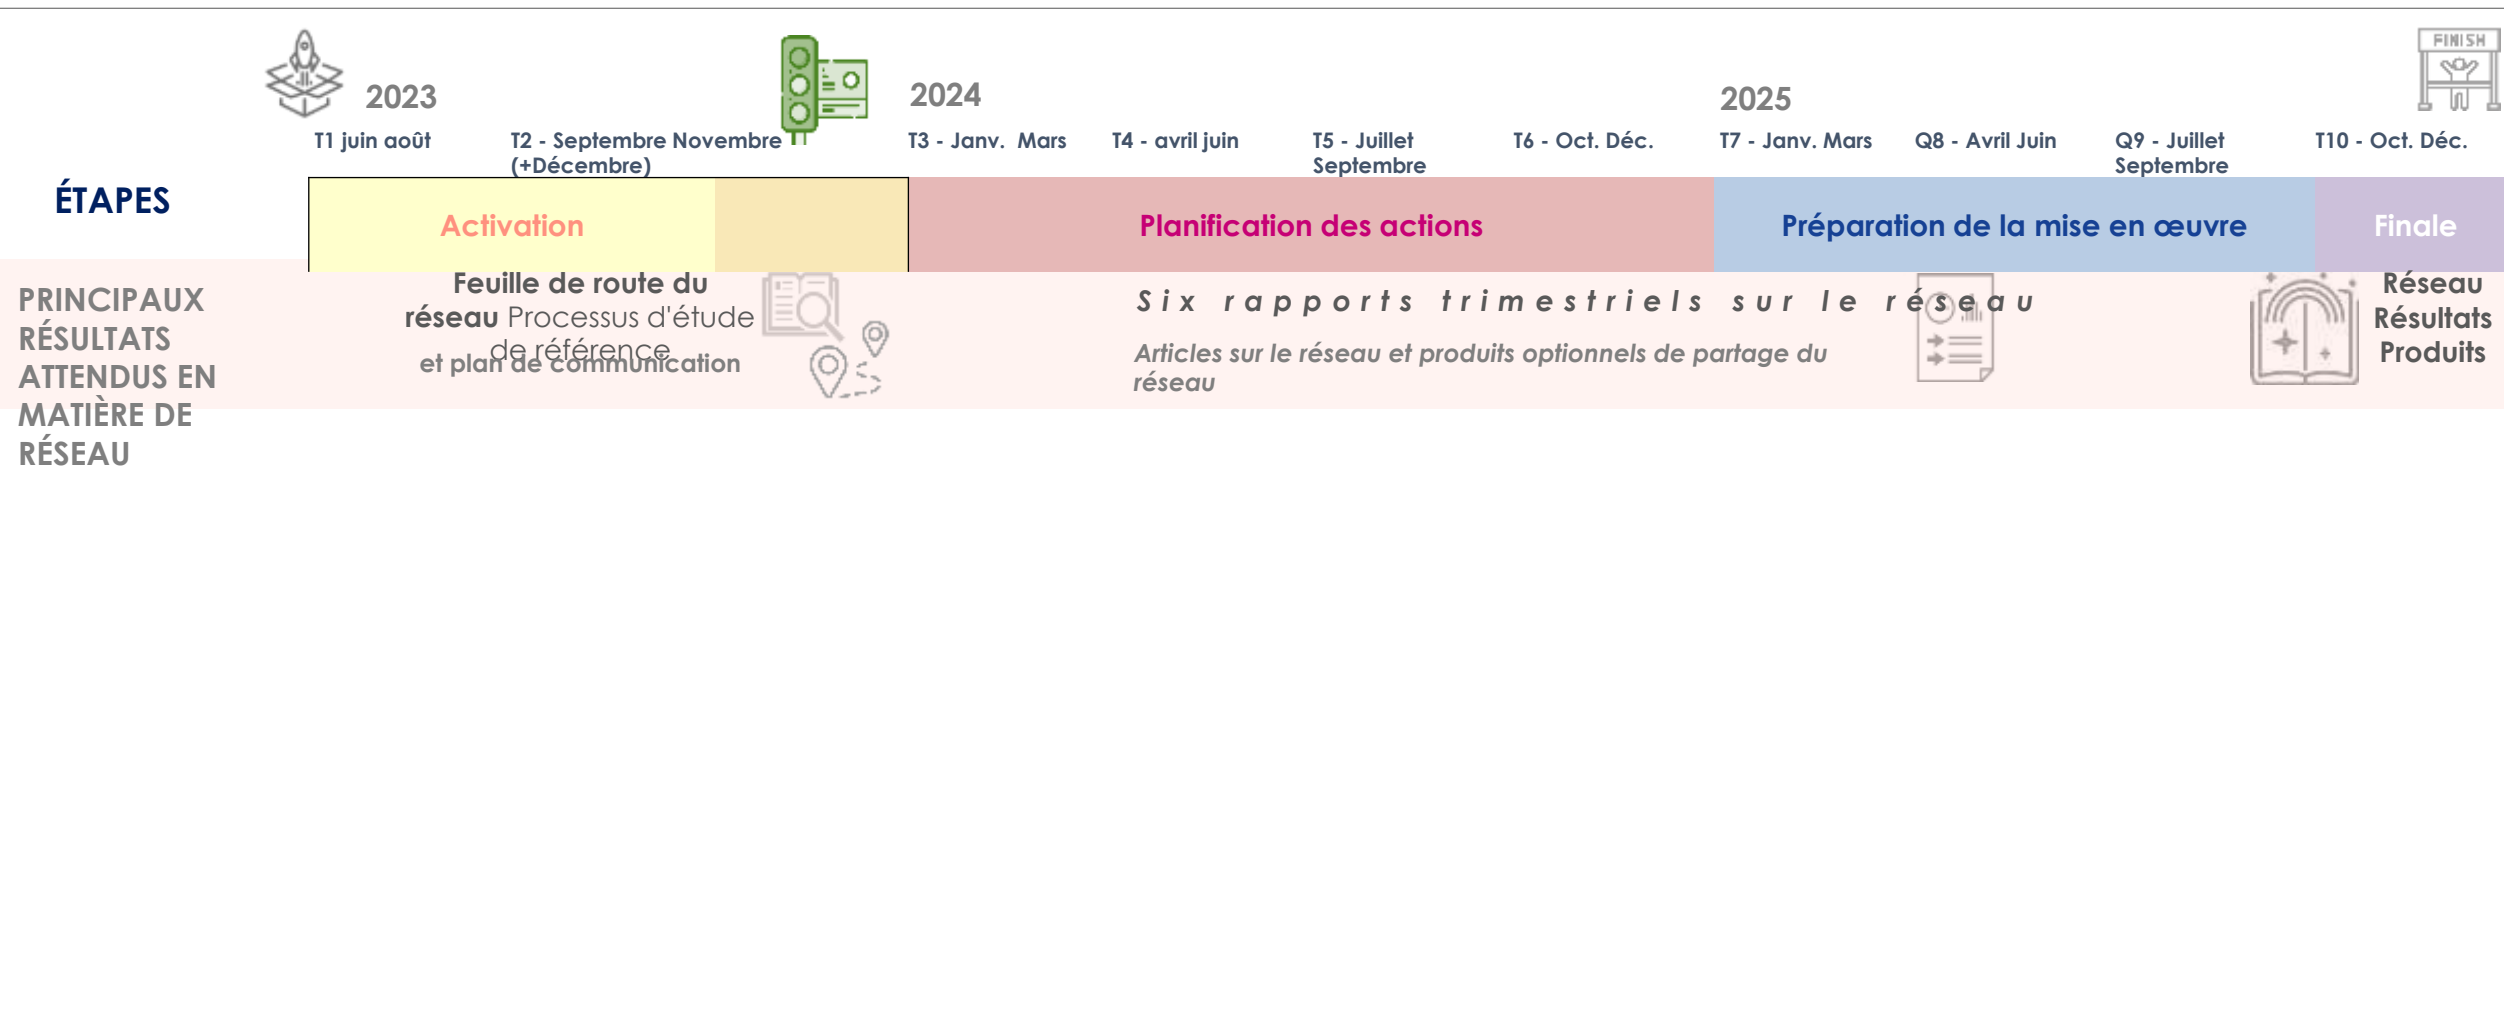 FINISH
2023
2024
2025
T1 juin août
T2 - Septembre Novembre
(+Décembre)
T3 - Janv. Mars
T4 - avril juin
T5 - Juillet
Septembre
T6 - Oct. Déc.
T7 - Janv. Mars
Q8 - Avril Juin
Q9 - Juillet
Septembre
T10 - Oct. Déc.
ÉTAPES
Activation
Planification des actions
Préparation de la mise en œuvre
Finale
PRINCIPAUX
RÉSULTATS
ATTENDUS EN
MATIÈRE DE
RÉSEAU
Feuille de route du
réseau Processus d'étude
de référence
et plan de communication
Six rapports trimestriels sur le réseau
Articles sur le réseau et produits optionnels de partage du
réseau
Réseau
Résultats
Produits